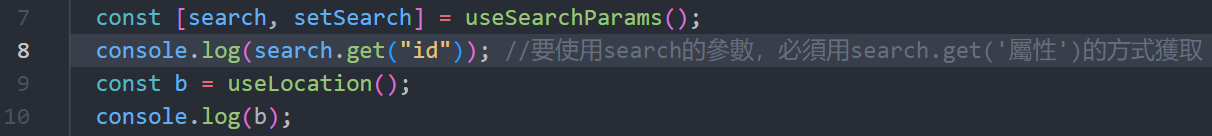 7 const [search, setSearch] = useSearchParams();
8 console.log(search.get("id")); //要使用search的參數，必須用search.get('屬性')的方式獲取
9 const b = useLocation();
10 console.log(b);